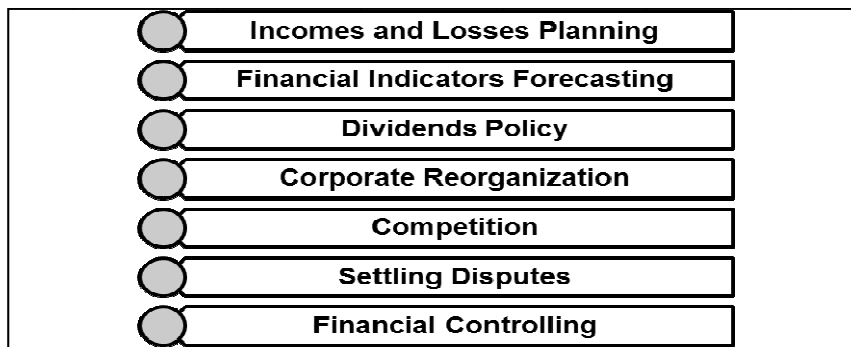 Incomes and Losses Planning
Financial Indicators Forecasting
Dividends Policy
Corporate Reorganization
Competition
Settling Disputes
Financial Controlling